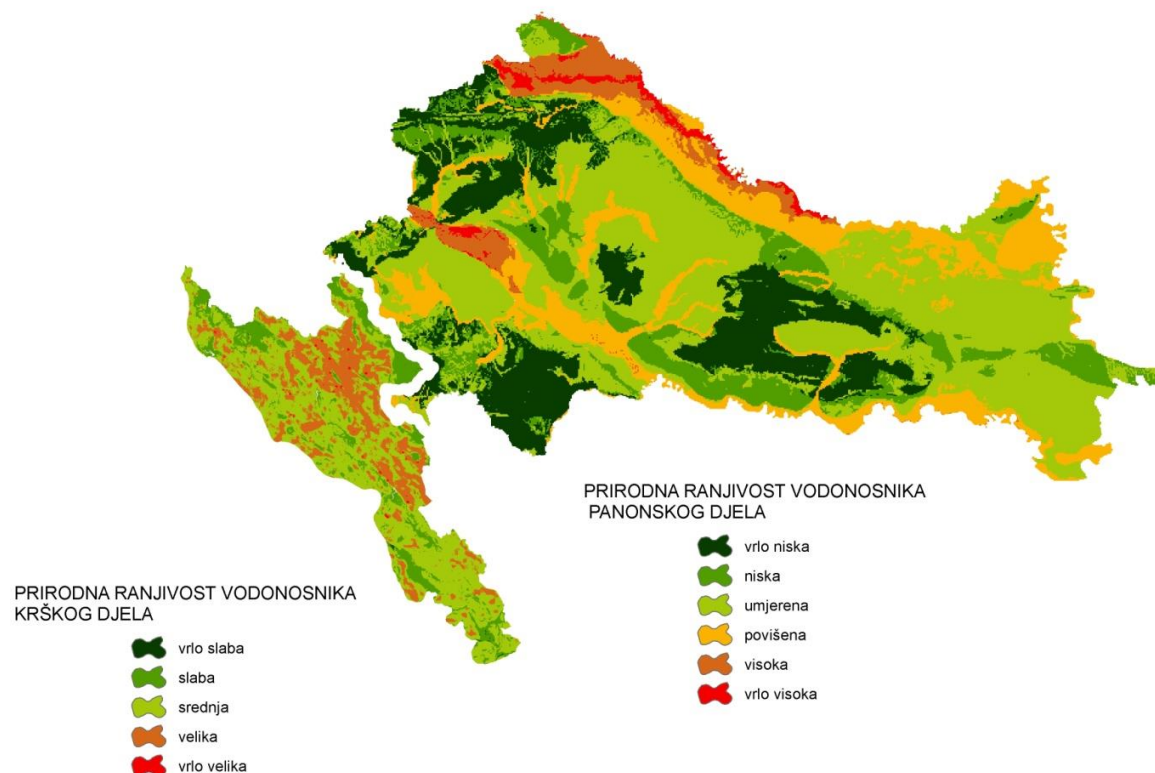 PRIRODNA RANJIVOST VODONOSNIKA
PANONSKOG DJELA
vrlo niska
niska
umjerena
povišena
visoka
vrlo visoka
PRIRODNA RANJIVOST VODONOSNIKA
KRŠKOG DJELA
vrlo slaba
slaba
srednja
velika
vrlo velika